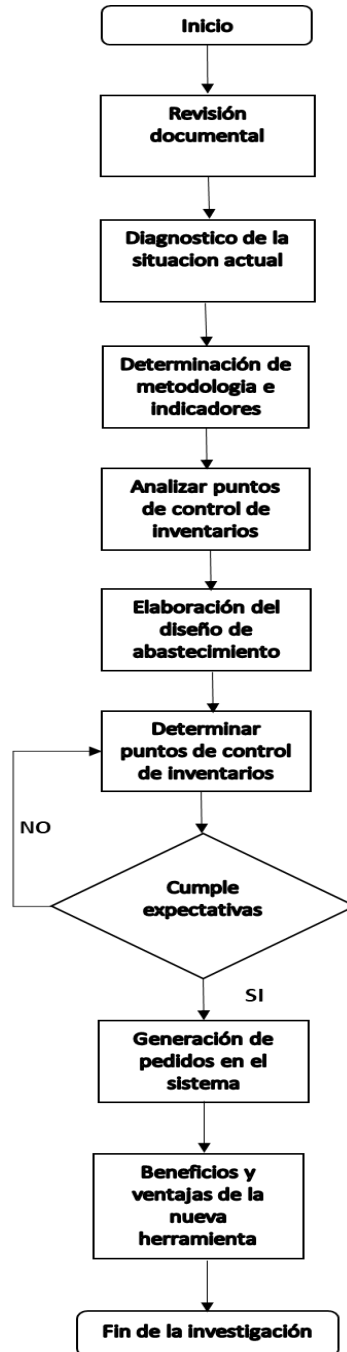 Inicio
Revisión
documental
Diagnostico de la
situacion actual
Determinación de
metodologia e
indicadores
Analizar puntos
de control de
inventarios
Elaboración del
diseño de
abastecimiento
Determinar
puntos de control
de inventarios
NO
Cumple
expectativas
SI
Generación de
pedidos en el
sistema
Beneficios y
ventajas de la
nueva
herramienta
Fin de la investigación